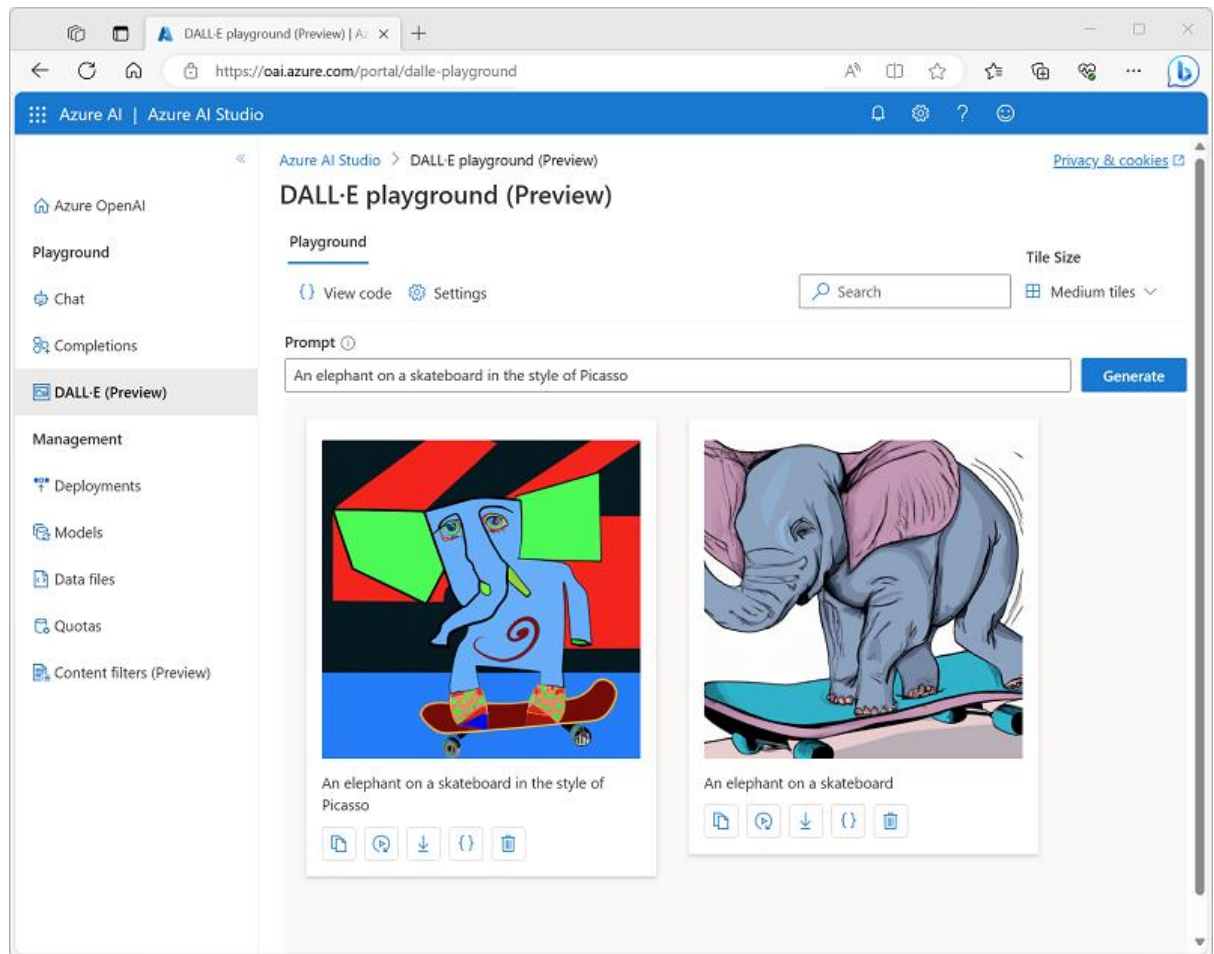 DALL·E playground (Preview) | Az
https://oai.azure.com/portal/dalle-playground
Azure AI | Azure AI Studio
Azure AI Studio > DALL·E playground (Preview)
Privacy & cookies
DALL·E playground (Preview)
Azure OpenAI
Playground
Chat
Completions
DALL·E (Preview)
Management
Deployments
Models
Data files
Quotas
Content filters (Preview)
Playground
Tile Size
{} View code
Settings
Search
Medium tiles
Prompt
An elephant on a skateboard in the style of Picasso
Generate
An elephant on a skateboard in the style of
Picasso
An elephant on a skateboard